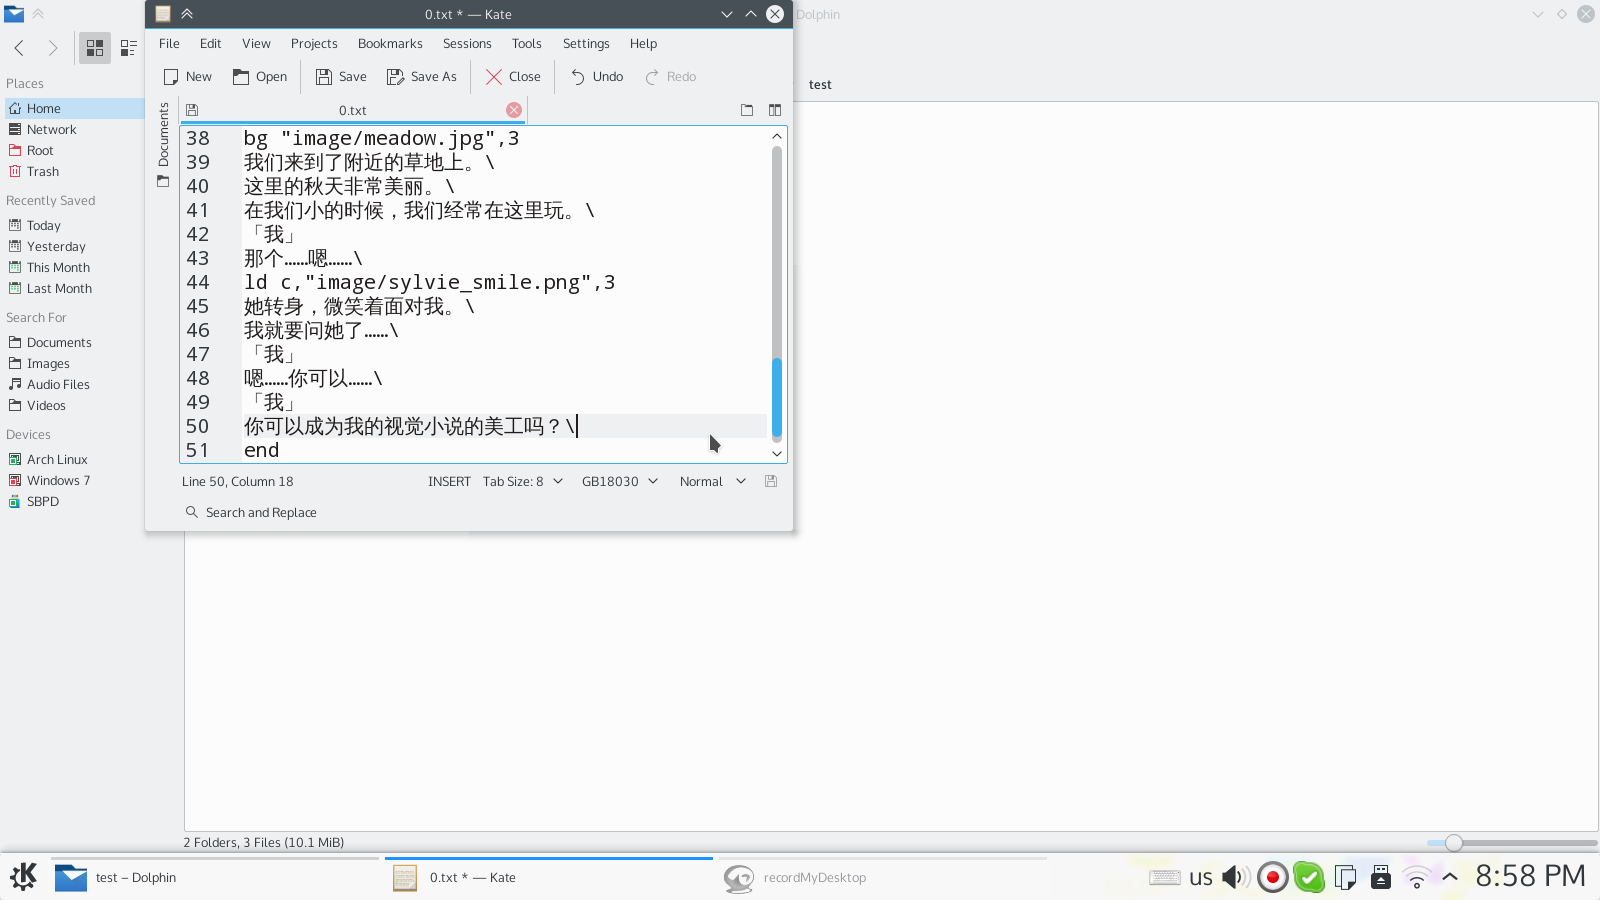 0.txt * — Kate
Dolphin
File Edit View Projects Bookmarks Sessions Tools Settings Help
New Open Save Save As Close Undo Redo
test
Places
Home
Network
Root
Trash
Recently Saved
Today
Yesterday
This Month
Last Month
Search For
Documents
Images
Audio Files
Videos
Devices
Arch Linux
Windows 7
SBPD
Documents
0.txt
38 bg "image/meadow.jpg",3
39 我们来到了附近的草地上。\
40 这里的秋天非常美丽。\
41 在我们小的时候，我们经常在这里玩。\
42 「我」
43 那个……嗯……\
44 ld c,"image/sylvie_smile.png",3
45 她转身，微笑着面对我。\
46 我就要问她了……\
47 「我」
48 嗯……你可以……\
49 「我」
50 你可以成为我的视觉小说的美工吗？\
51 end
Line 50, Column 18 INSERT Tab Size: 8 GB18030 Normal
Search and Replace
2 Folders, 3 Files (10.1 MiB)
test – Dolphin 0.txt * — Kate recordMyDesktop us 8:58 PM